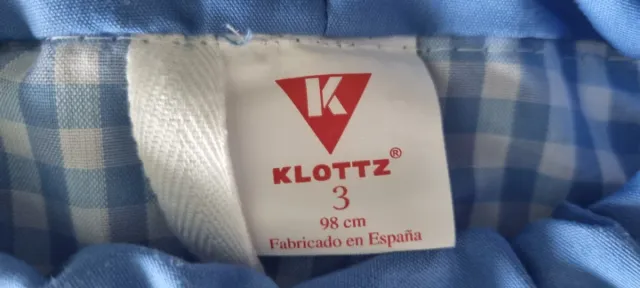 K
KLOTTZ®
3
98 cm
Fabricado en España